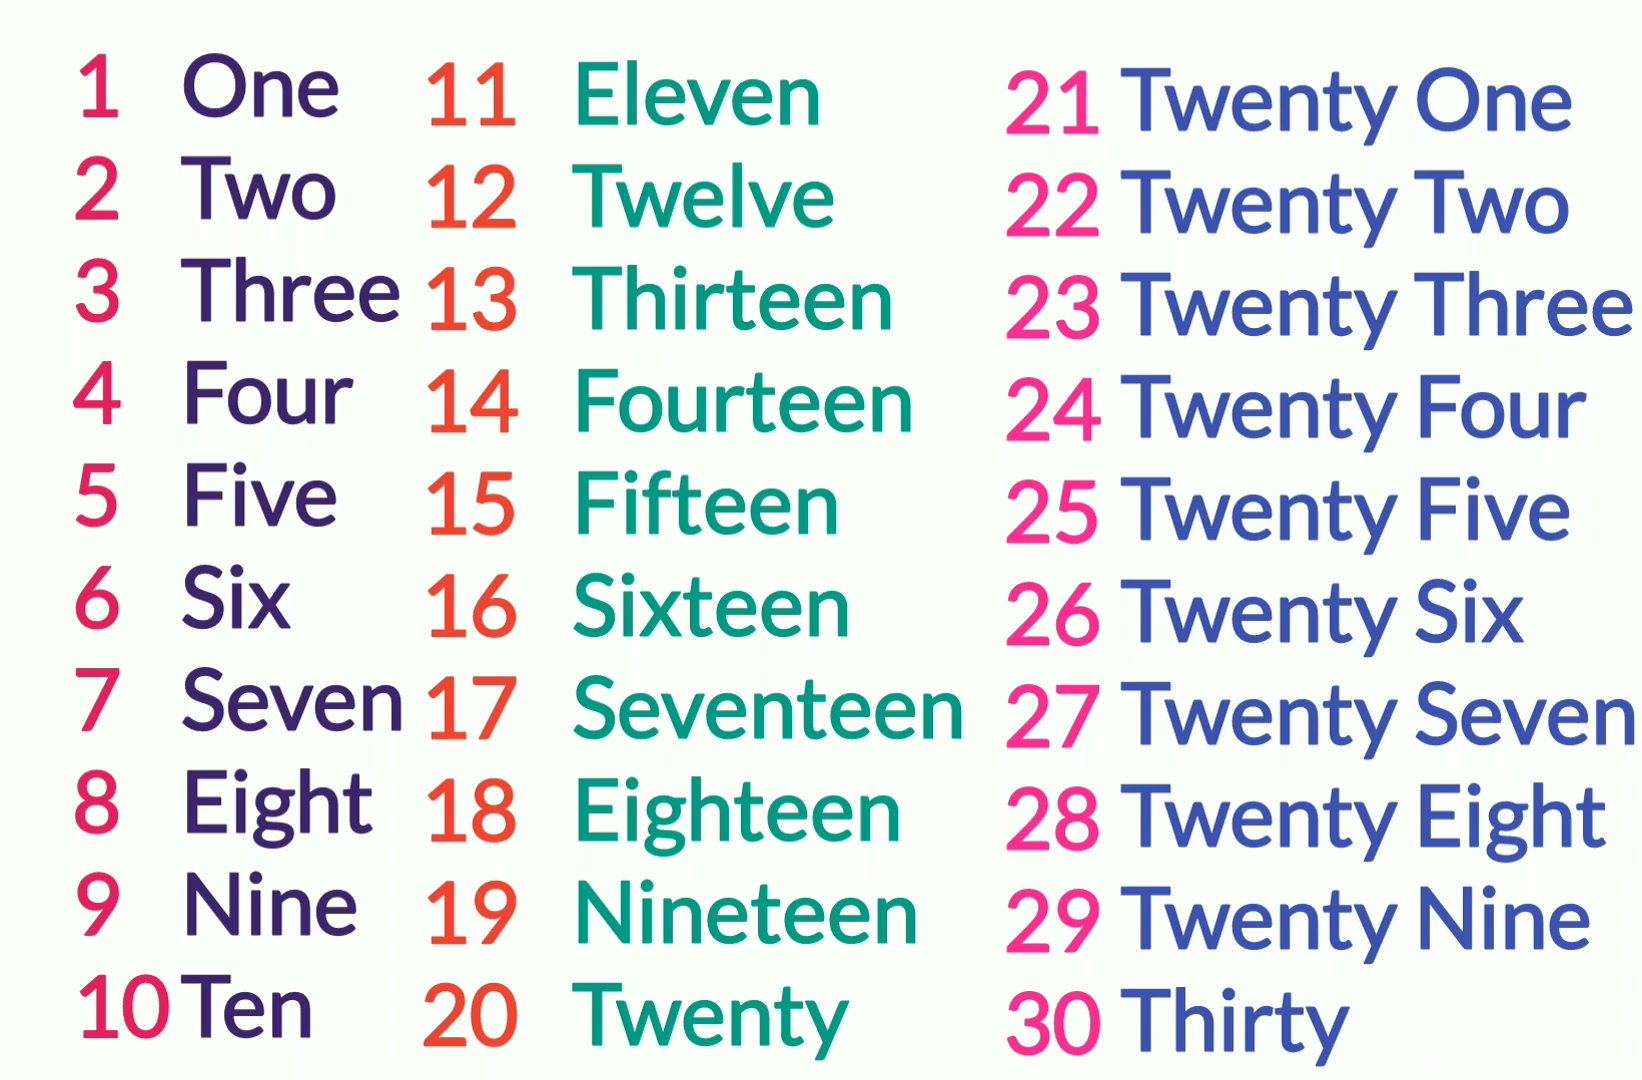 1 One
2 Two
3 Three
4 Four
5 Five
6 Six
7 Seven
8 Eight
9 Nine
10 Ten
11 Eleven
12 Twelve
13 Thirteen
14 Fourteen
15 Fifteen
16 Sixteen
17 Seventeen
18 Eighteen
19 Nineteen
20 Twenty
21 Twenty One
22 Twenty Two
23 Twenty Three
24 Twenty Four
25 Twenty Five
26 Twenty Six
27 Twenty Seven
28 Twenty Eight
29 Twenty Nine
30 Thirty